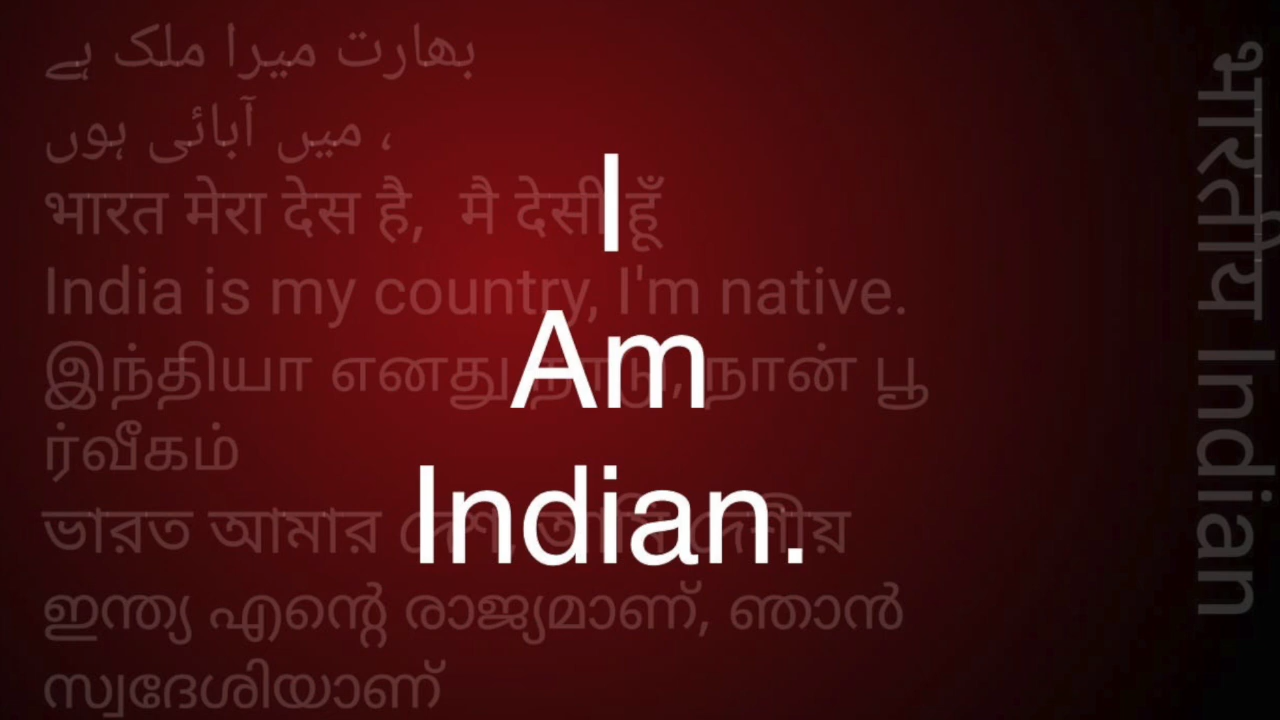 بھارت میرا ملک ہے
، میں آبائی ہوں
भारत मेरा देस है, मै देसी हूँ
India is my country, I'm native.
இந்தியா எனது நாடு, நான் பூ
ர்வீகம்
ভারত আমার দেশ, আমি দেশীয়
ഇന്ത്യ എന്റെ രാജ്യമാണ്, ഞാൻ
സ്വദേശിയാണ്
I
Am
Indian.
भारतीय Indian